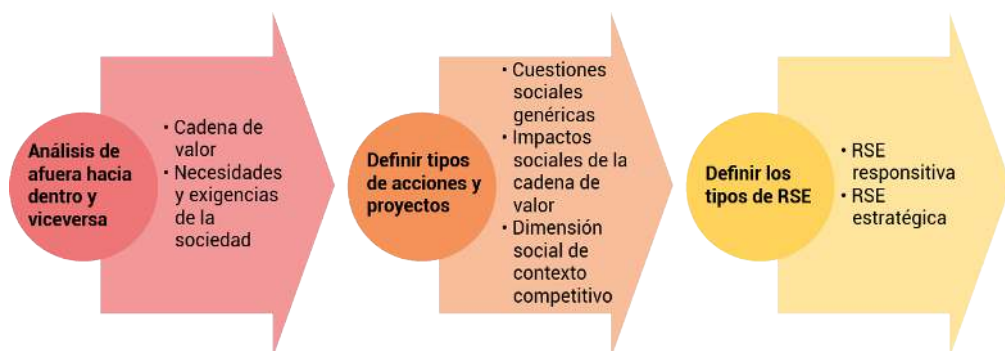 Análisis de
afuera hacia
dentro y
viceversa
• Cadena de
valor
• Necesidades
y exigencias
de la
sociedad
Definir tipos
de acciones y
proyectos
• Cuestiones
sociales
genéricas
• Impactos
sociales de la
cadena de
valor
• Dimensión
social de
contexto
competitivo
Definir los
tipos de RSE
• RSE
responsitiva
• RSE
estratégica